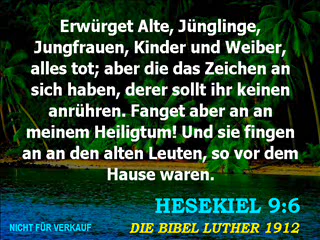 Erwürget Alte, Jünglinge,
Jungfrauen, Kinder und Weiber,
alles tot; aber die das Zeichen an
sich haben, derer sollt ihr keinen
anrühren. Fanget aber an an
meinem Heiligtum! Und sie fingen
an an den alten Leuten, so vor dem
Hause waren.
HESEKIEL 9:6
NICHT FÜR VERKAUF
DIE BIBEL LUTHER 1912